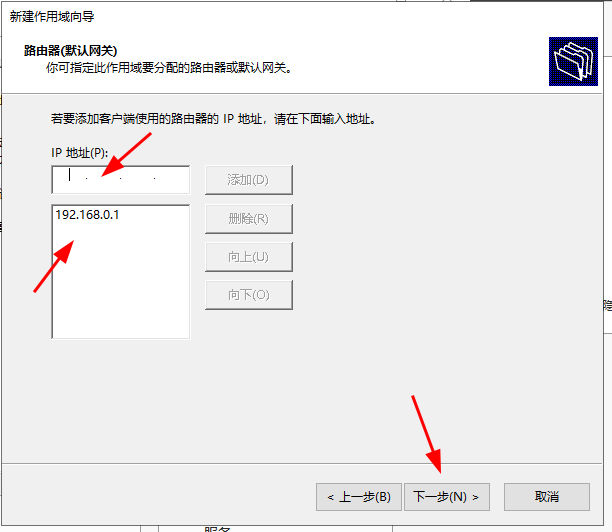 新建作用域向导
路由器(默认网关)
你可指定此作用域要分配的路由器或默认网关。
若要添加客户端使用的路由器的 IP 地址，请在下面输入地址。
IP 地址(P):
添加(D)
192.168.0.1
删除(R)
向上(U)
向下(O)
隐
< 上一步(B)
下一步(N) >
取消
服务